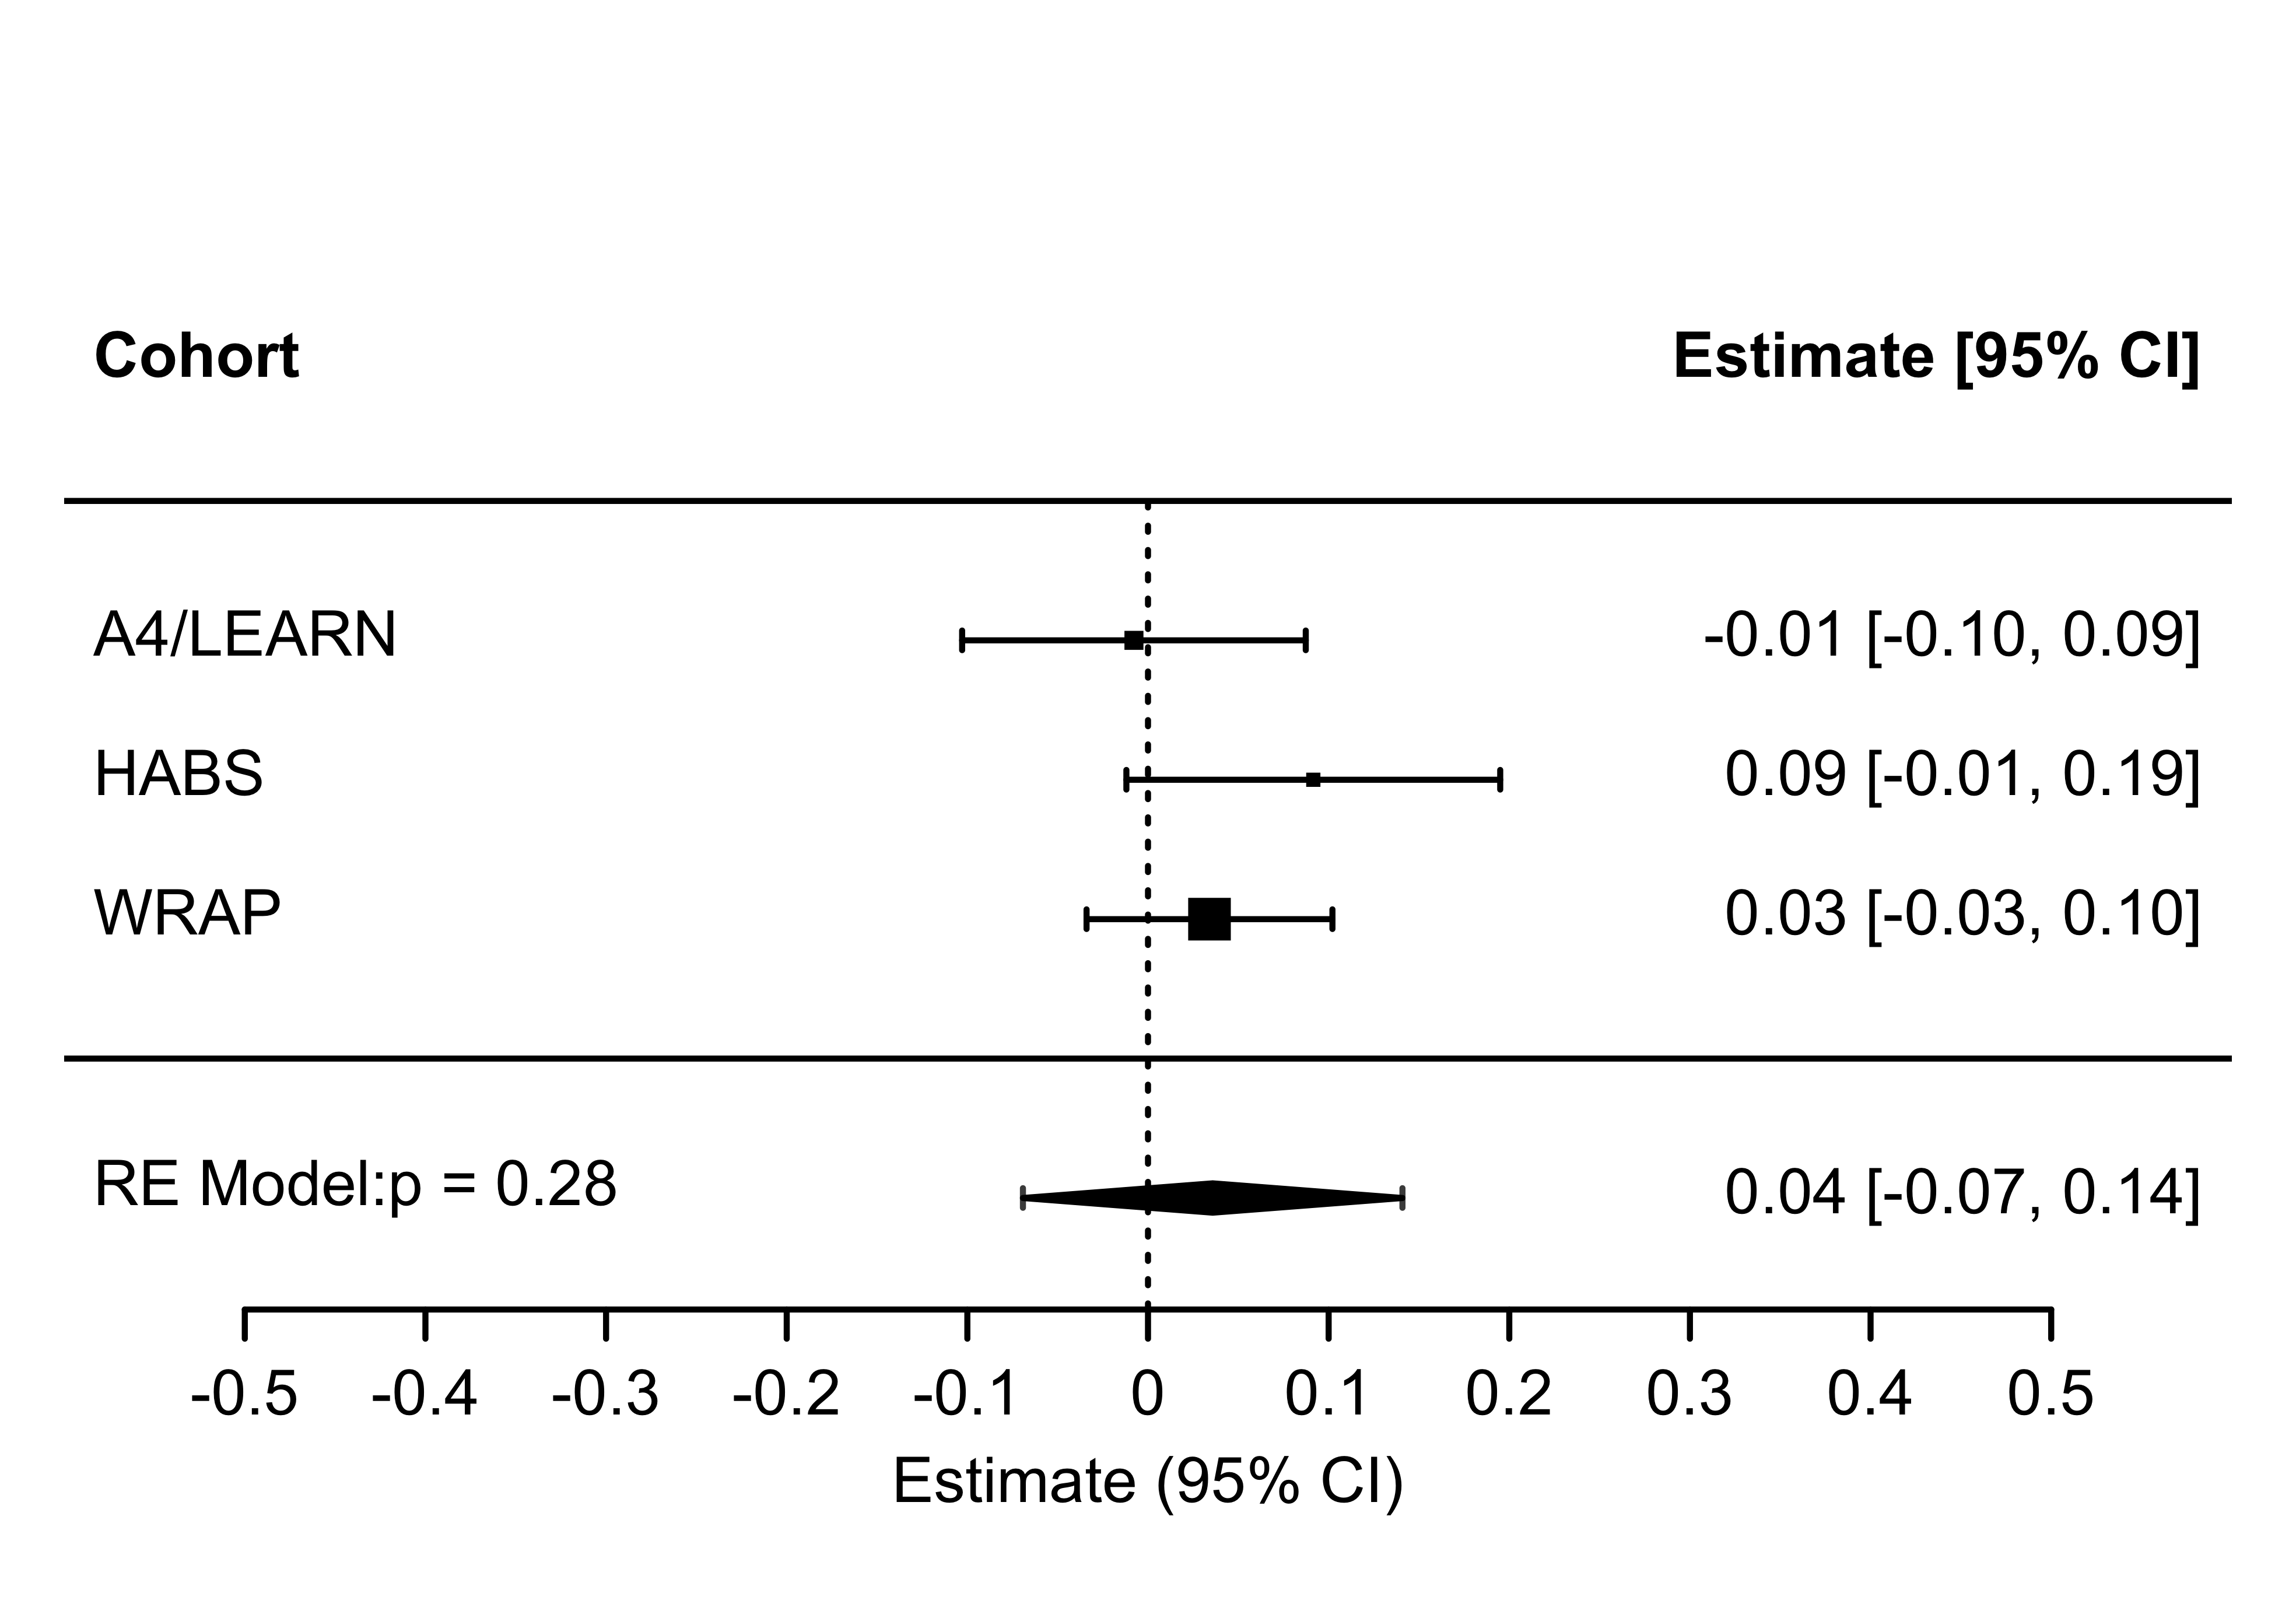 Cohort Estimate [95% CI]
A4/LEARN -0.01 [-0.10, 0.09]
HABS 0.09 [-0.01, 0.19]
WRAP 0.03 [-0.03, 0.10]
RE Model:p = 0.28 0.04 [-0.07, 0.14]
-0.5 -0.4 -0.3 -0.2 -0.1 0 0.1 0.2 0.3 0.4 0.5
Estimate (95% CI)